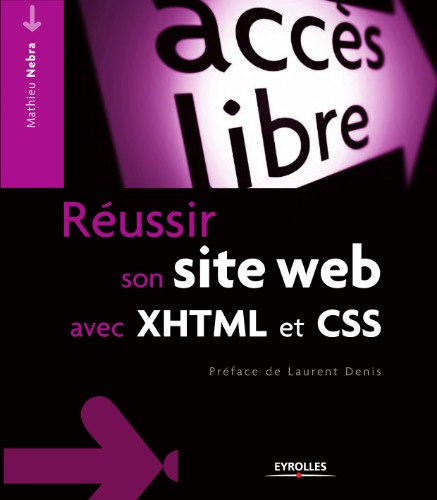 Mathieu Nebra
accès
libre
Réussir
son site web
avec XHTML et CSS
Préface de Laurent Denis
EYROLLES